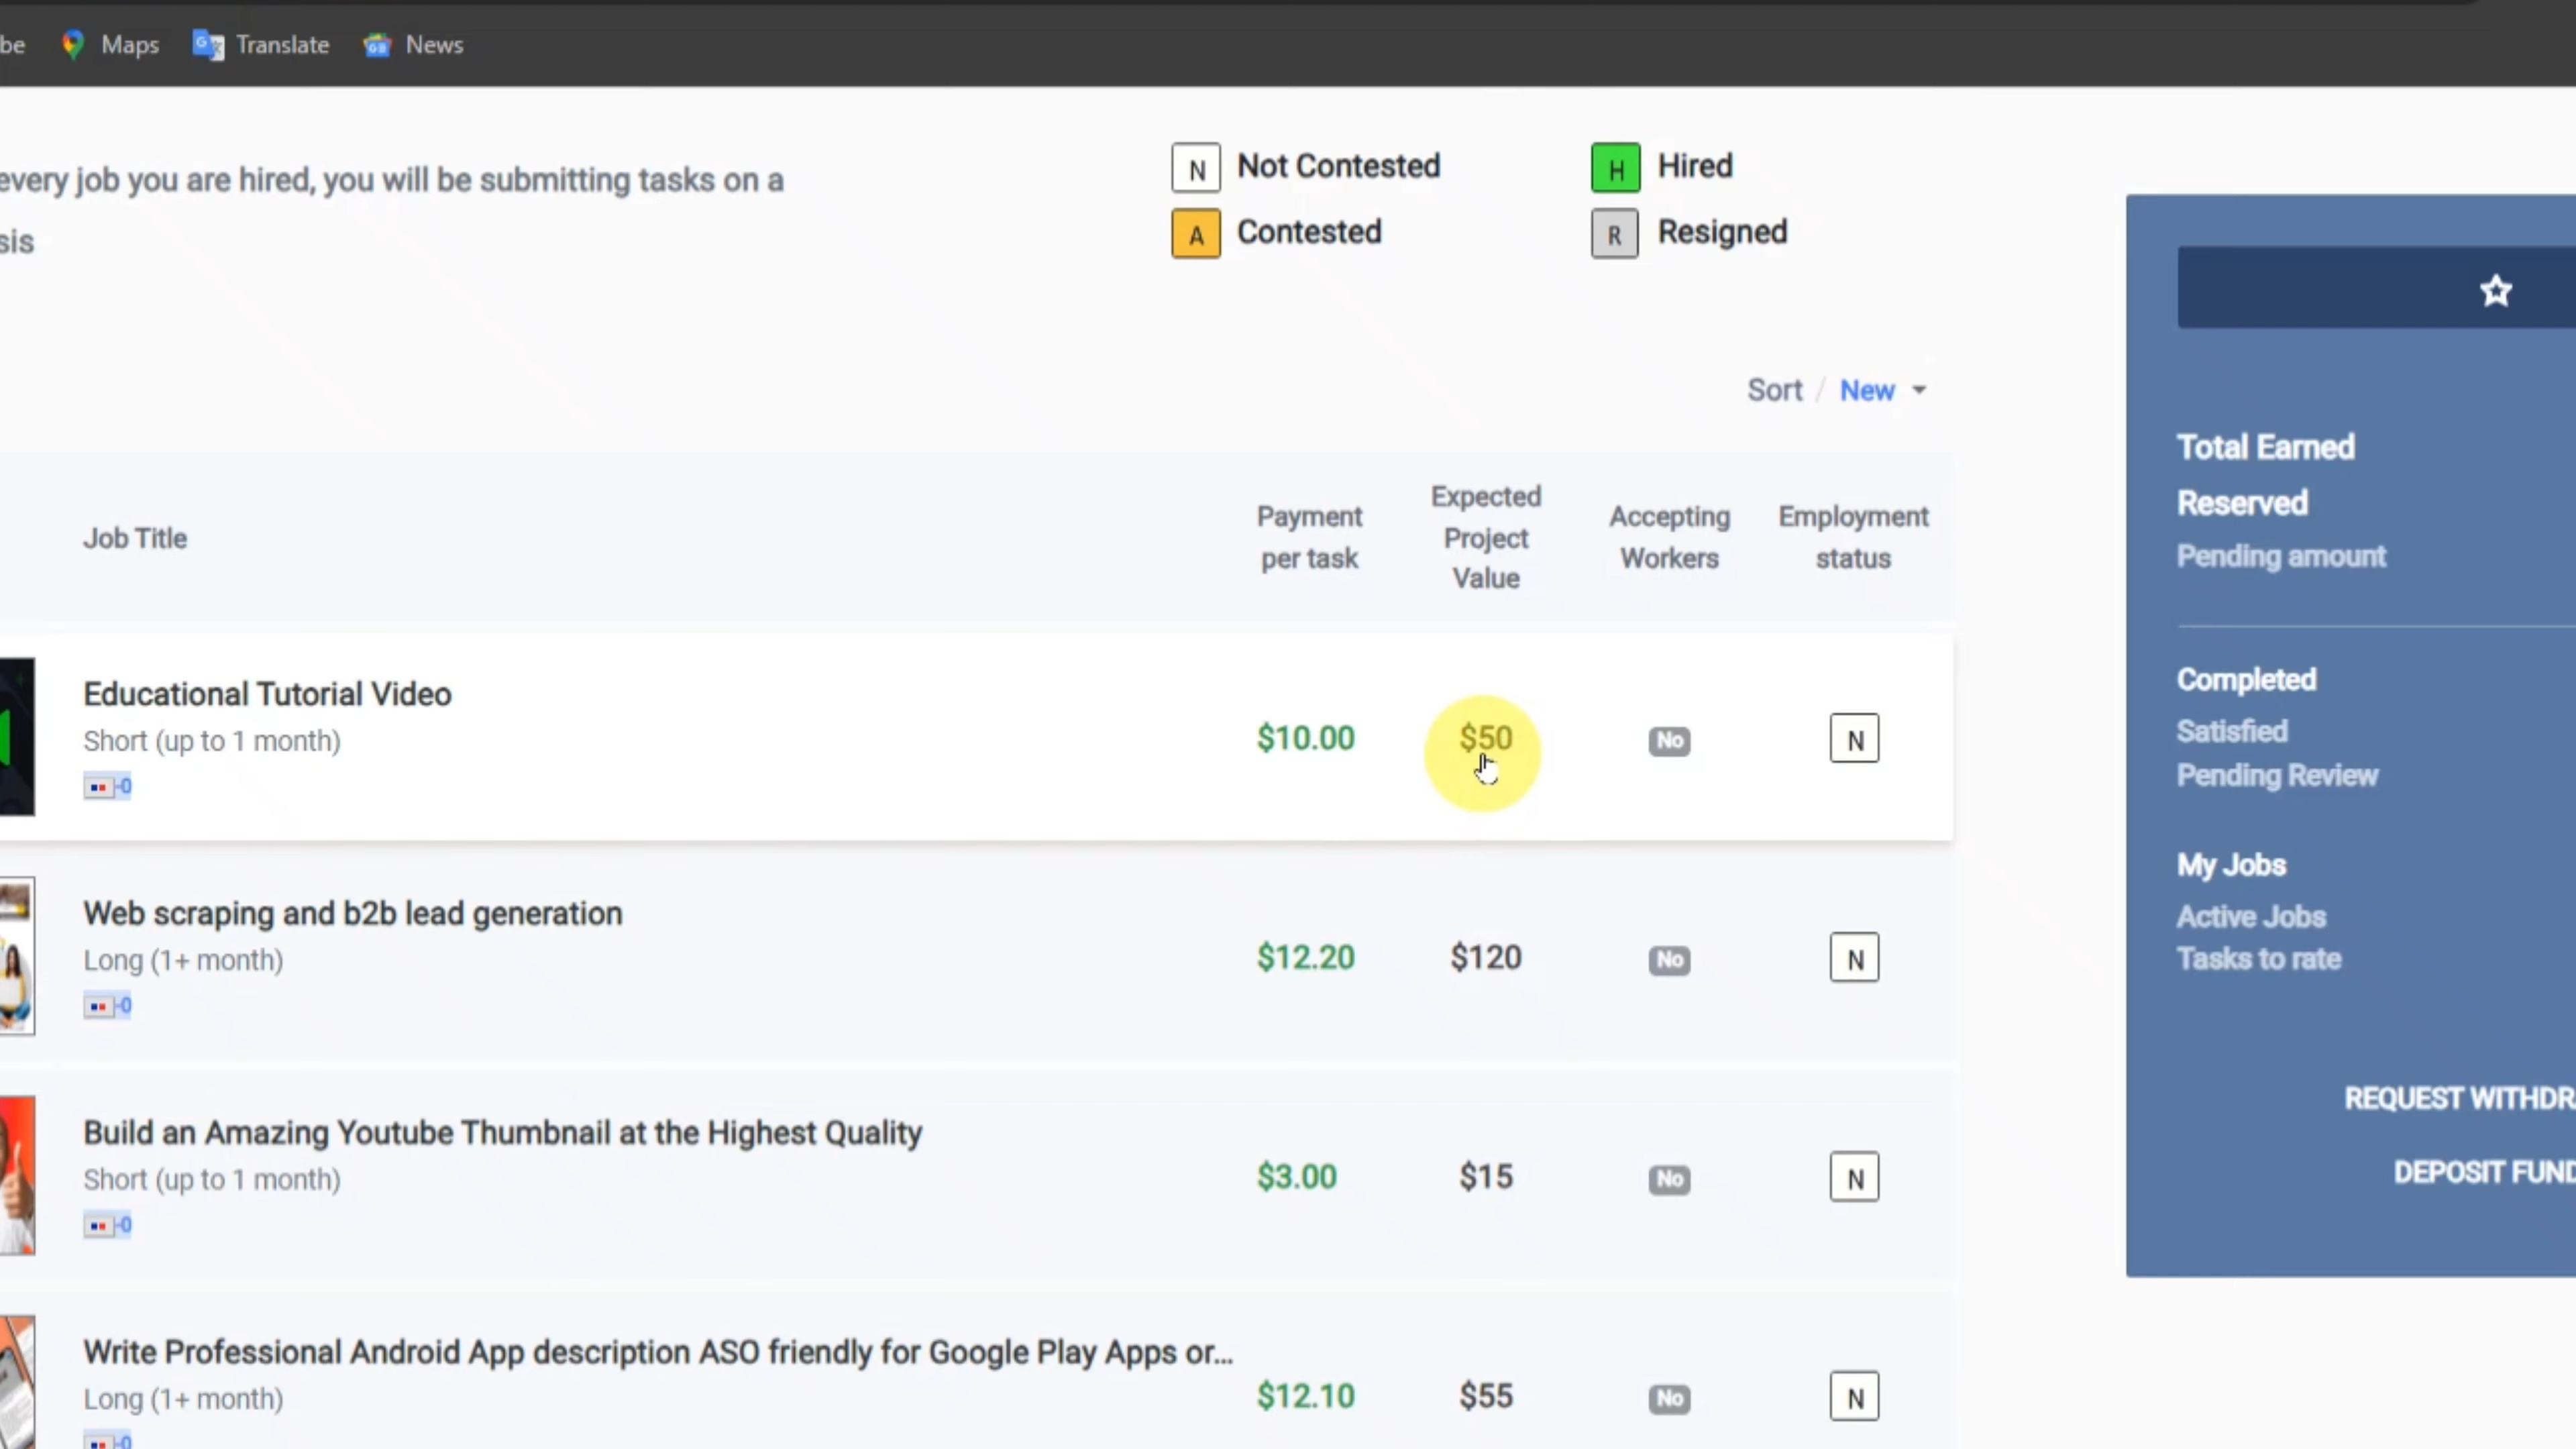 be Maps Translate News
every job you are hired, you will be submitting tasks on a
sis
N Not Contested
H Hired
A Contested
R Resigned
Sort / New
Job Title
Payment
per task
Expected
Project
Value
Accepting
Workers
Employment
status
Educational Tutorial Video
Short (up to 1 month)
0
$10.00 $50 No N
Web scraping and b2b lead generation
Long (1+ month)
0
$12.20 $120 No N
Build an Amazing Youtube Thumbnail at the Highest Quality
Short (up to 1 month)
0
$3.00 $15 No N
Write Professional Android App description ASO friendly for Google Play Apps or...
Long (1+ month)
0
$12.10 $55 No N
Total Earned
Reserved
Pending amount
Completed
Satisfied
Pending Review
My Jobs
Active Jobs
Tasks to rate
REQUEST WITHDR
DEPOSIT FUND